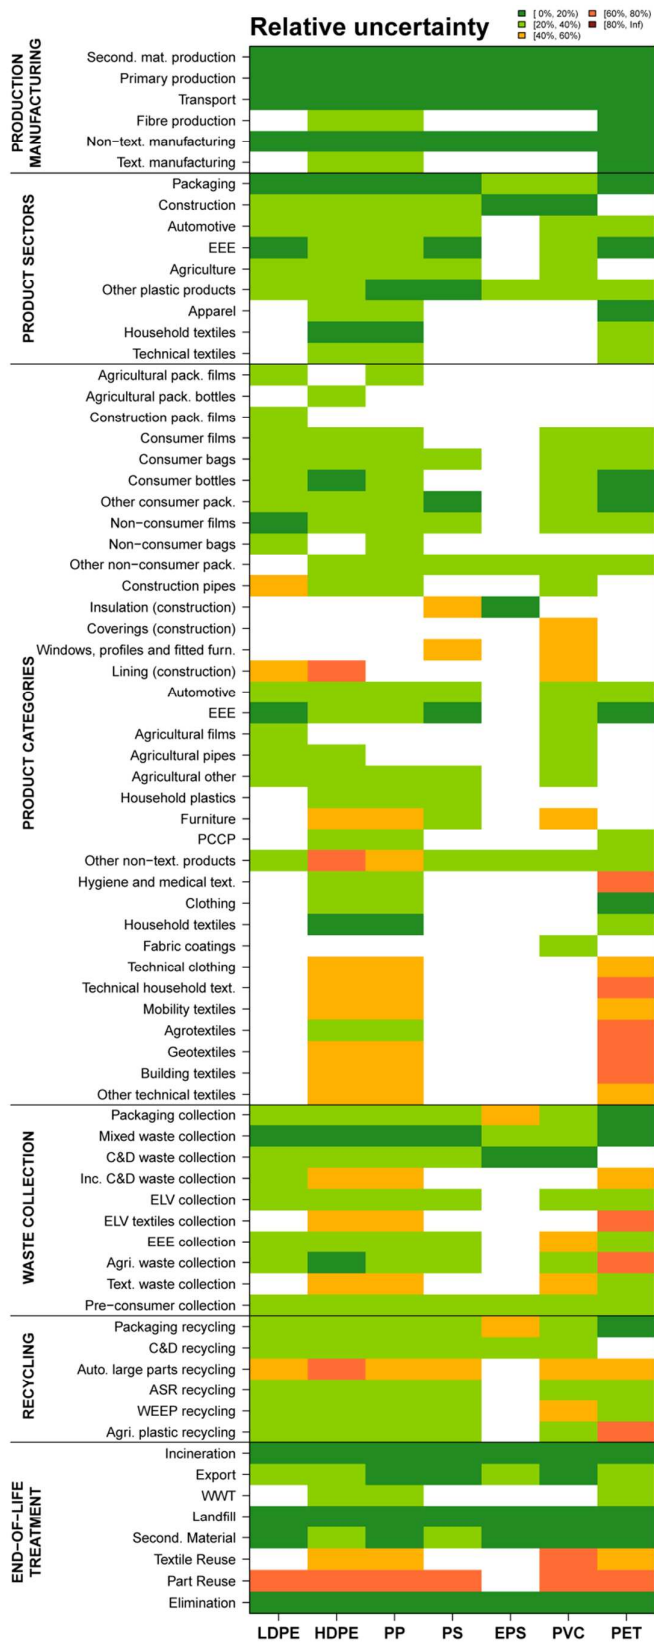 Relative uncertainty
[ 0%, 20%)
[20%, 40%)
[40%, 60%)
[60%, 80%)
[80%, Inf)
PRODUCTION
MANUFACTURING
Second. mat. production
Primary production
Transport
Fibre production
Non−text. manufacturing
Text. manufacturing
PRODUCT SECTORS
Packaging
Construction
Automotive
EEE
Agriculture
Other plastic products
Apparel
Household textiles
Technical textiles
PRODUCT CATEGORIES
Agricultural pack. films
Agricultural pack. bottles
Construction pack. films
Consumer films
Consumer bags
Consumer bottles
Other consumer pack.
Non−consumer films
Non−consumer bags
Other non−consumer pack.
Construction pipes
Insulation (construction)
Coverings (construction)
Windows, profiles and fitted furn.
Lining (construction)
Automotive
EEE
Agricultural films
Agricultural pipes
Agricultural other
Household plastics
Furniture
PCCP
Other non−text. products
Hygiene and medical text.
Clothing
Household textiles
Fabric coatings
Technical clothing
Technical household text.
Mobility textiles
Agrotextiles
Geotextiles
Building textiles
Other technical textiles
WASTE COLLECTION
Packaging collection
Mixed waste collection
C&D waste collection
Inc. C&D waste collection
ELV collection
ELV textiles collection
EEE collection
Agri. waste collection
Text. waste collection
Pre−consumer collection
RECYCLING
Packaging recycling
C&D recycling
Auto. large parts recycling
ASR recycling
WEEP recycling
Agri. plastic recycling
END−OF−LIFE
TREATMENT
Incineration
Export
WWT
Landfill
Second. Material
Textile Reuse
Part Reuse
Elimination
LDPE HDPE PP PS EPS PVC PET